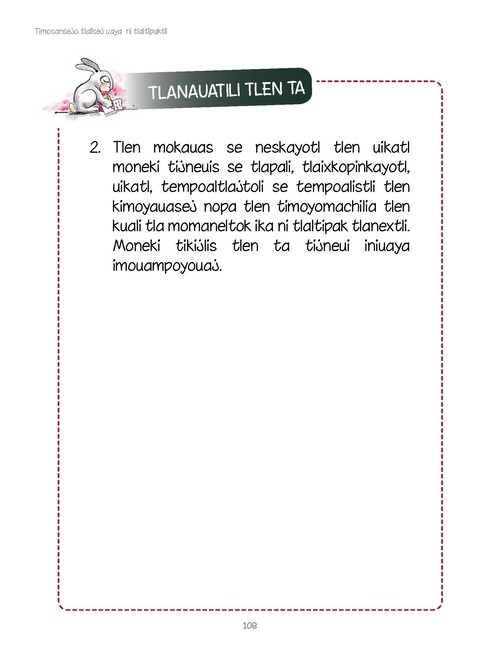 Timosansejo tlalisej uaya ni tlaltipaktli
TLANAUATILI TLEN TA
2. Tlen mokauas se neskayotl tlen uikatl
moneki tijneuis se tlapali, tlaixkopinkayotl,
uikatl, tempoaltlajtoli se tempoalistli tlen
kimoyauasej nopa tlen timoyomachilia tlen
kuali tla momaneltok ika ni tlaltipak tlanextli.
Moneki tikijlis tlen ta tijneui iniuaya
imouampoyouaj.
108